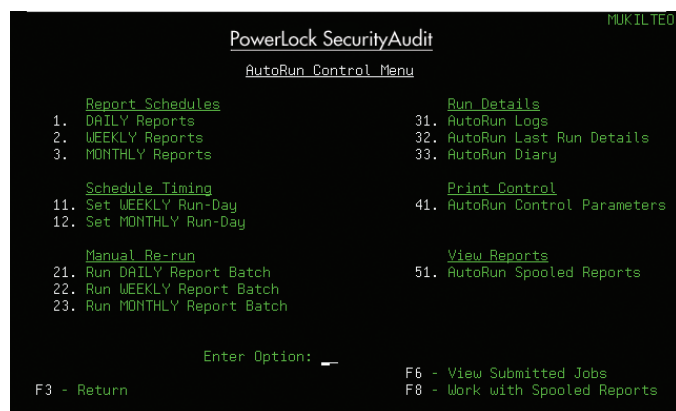 MUKILTEO
PowerLock SecurityAudit
AutoRun Control Menu
Report Schedules
1. DAILY Reports
2. WEEKLY Reports
3. MONTHLY Reports
Schedule Timing
11. Set WEEKLY Run-Day
12. Set MONTHLY Run-Day
Manual Re-run
21. Run DAILY Report Batch
22. Run WEEKLY Report Batch
23. Run MONTHLY Report Batch
Run Details
31. AutoRun Logs
32. AutoRun Last Run Details
33. AutoRun Diary
Print Control
41. AutoRun Control Parameters
View Reports
51. AutoRun Spooled Reports
Enter Option: __
F6 - View Submitted Jobs
F3 - Return
F8 - Work with Spooled Reports